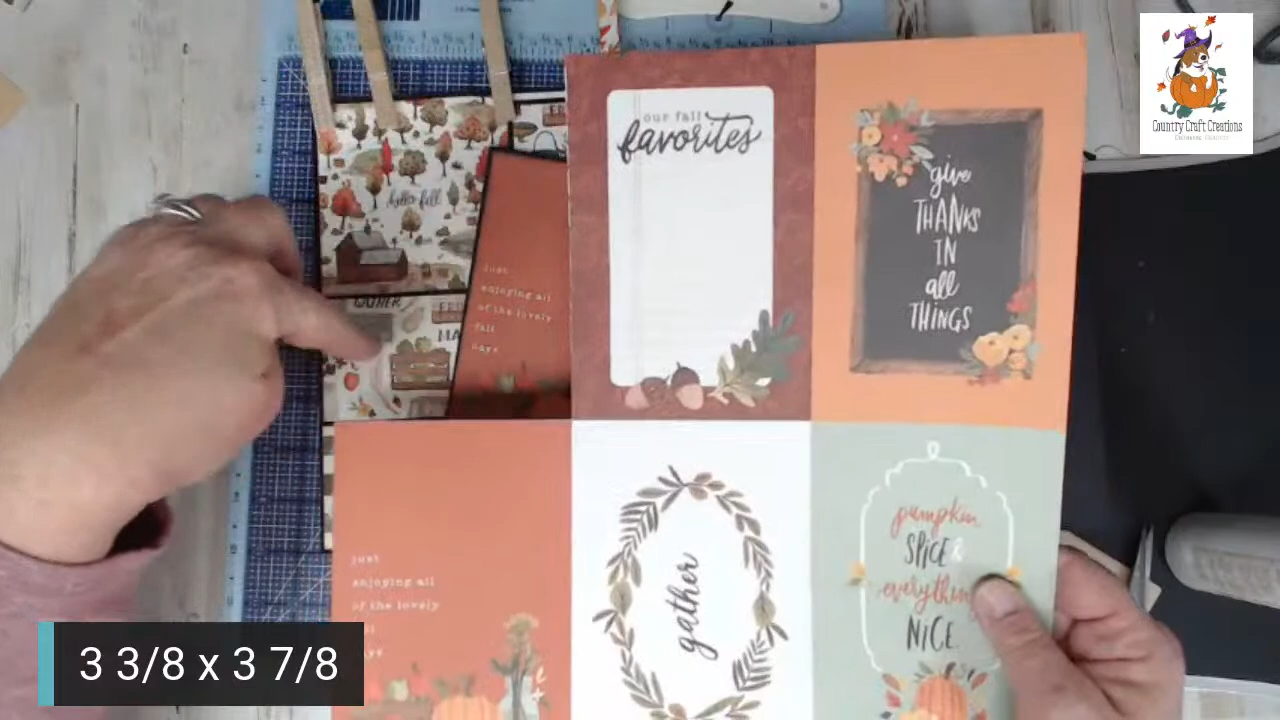 Country Craft Creations
our fall
favorites
give
THANKS
IN
all
THINGS
hello fall
just
enjoying all
of the lovely
fall
days
just
enjoying all
of the lovely
gather
pumpkin
SPICE &
everything
NICE.
3 3/8 x 3 7/8